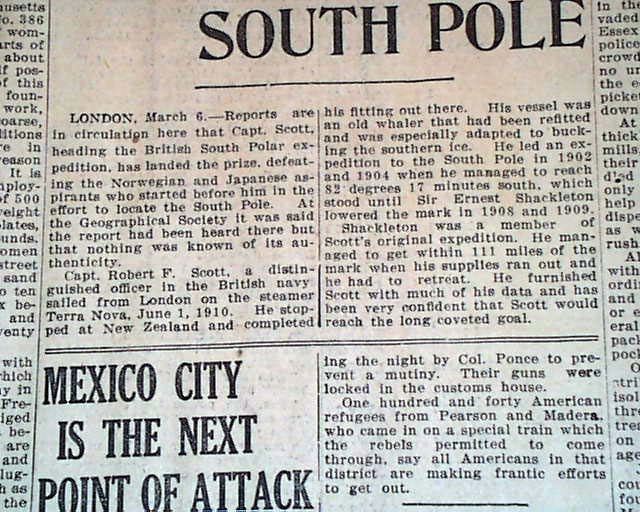 SOUTH POLE
LONDON, March 6.—Reports are
in circulation here that Capt. Scott,
heading the British South Polar ex-
pedition, has landed the prize, defeat-
ing the Norwegian and Japanese as-
pirants who started before him in the
effort to locate the South Pole. At
the Geographical Society it was said
the report had been heard there but
that nothing was known of its au-
thenticity.
Capt. Robert F. Scott, a distin-
guished officer in the British navy
sailed from London on the steamer
Terra Nova, June 1, 1910. He stop-
ped at New Zealand and completed
his fitting out there. His vessel was
an old whaler that had been refitted
and was especially adapted to buck-
ing the southern ice. He led an ex-
pedition to the South Pole in 1902
and 1904 when he managed to reach
82 degrees 17 minutes south, which
stood until Sir Ernest Shackleton
lowered the mark in 1908 and 1909.
Shackleton was a member of
Scott's original expedition. He man-
aged to get within 111 miles of the
mark when his supplies ran out and
he had to retreat. He furnished
Scott with much of his data and has
been very confident that Scott would
reach the long coveted goal.
MEXICO CITY
IS THE NEXT
POINT OF ATTACK
ing the night by Col. Ponce to pre-
vent a mutiny. Their guns were
locked in the customs house.
One hundred and forty American
refugees from Pearson and Madera,
who came in on a special train which
the rebels permitted to come
through, say all Americans in that
district are making frantic efforts
to get out.